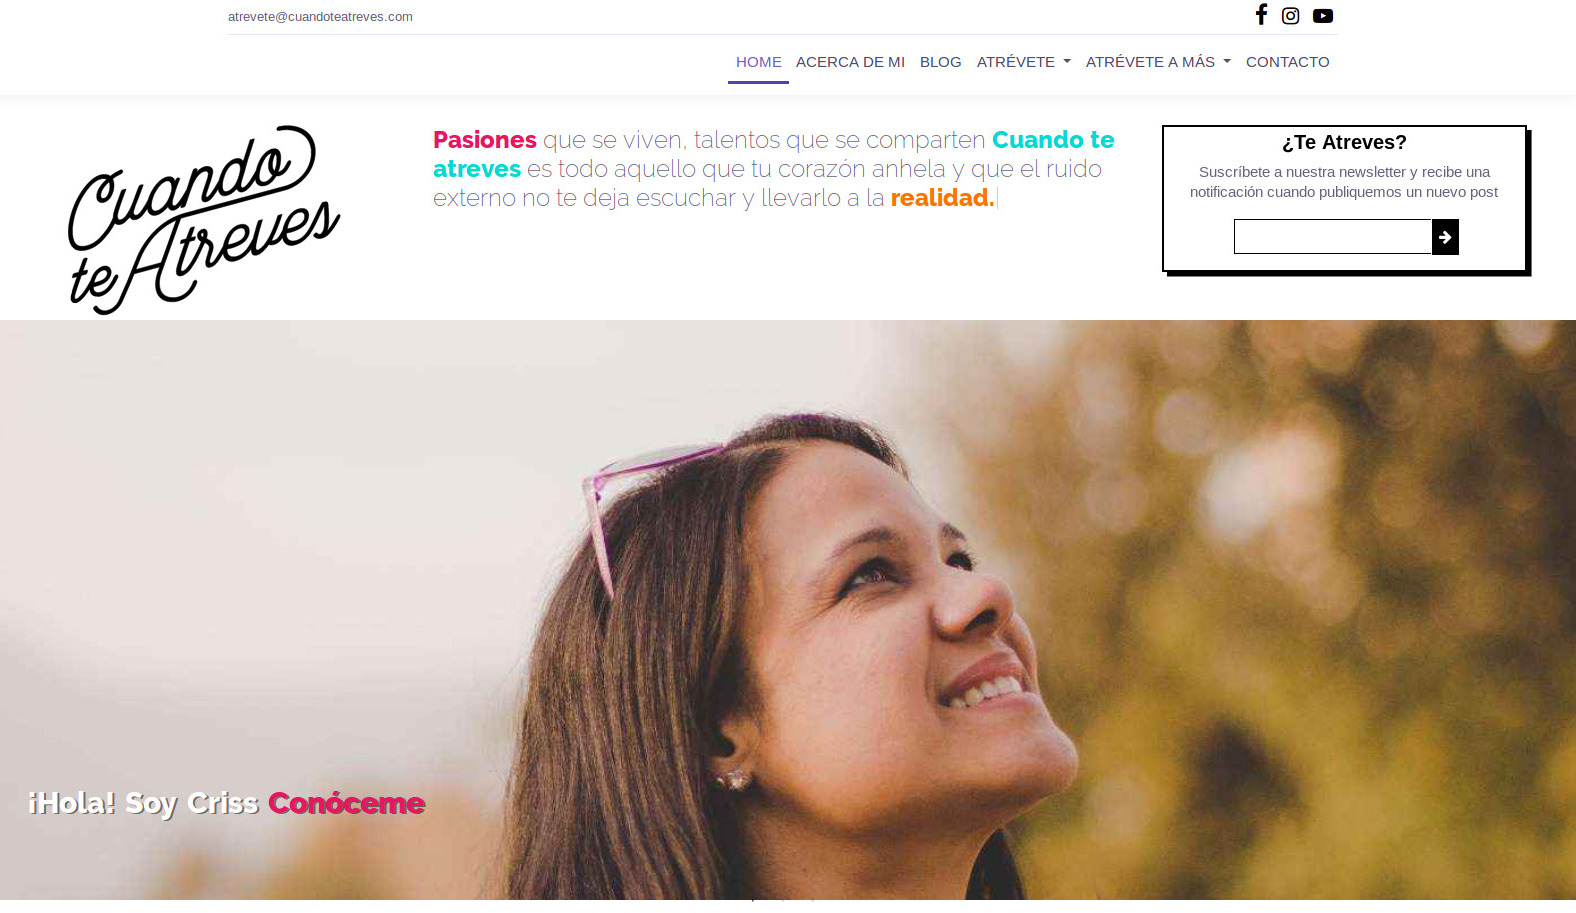 atrevete@cuandoteatreves.com
HOME ACERCA DE MI BLOG ATRÉVETE ATRÉVETE A MÁS CONTACTO
Cuando
te Atreves
Pasiones que se viven, talentos que se comparten Cuando te
atreves es todo aquello que tu corazón anhela y que el ruido
externo no te deja escuchar y llevarlo a la realidad.
¿Te Atreves?
Suscríbete a nuestra newsletter y recibe una
notificación cuando publiquemos un nuevo post
¡Hola! Soy Criss Conóceme